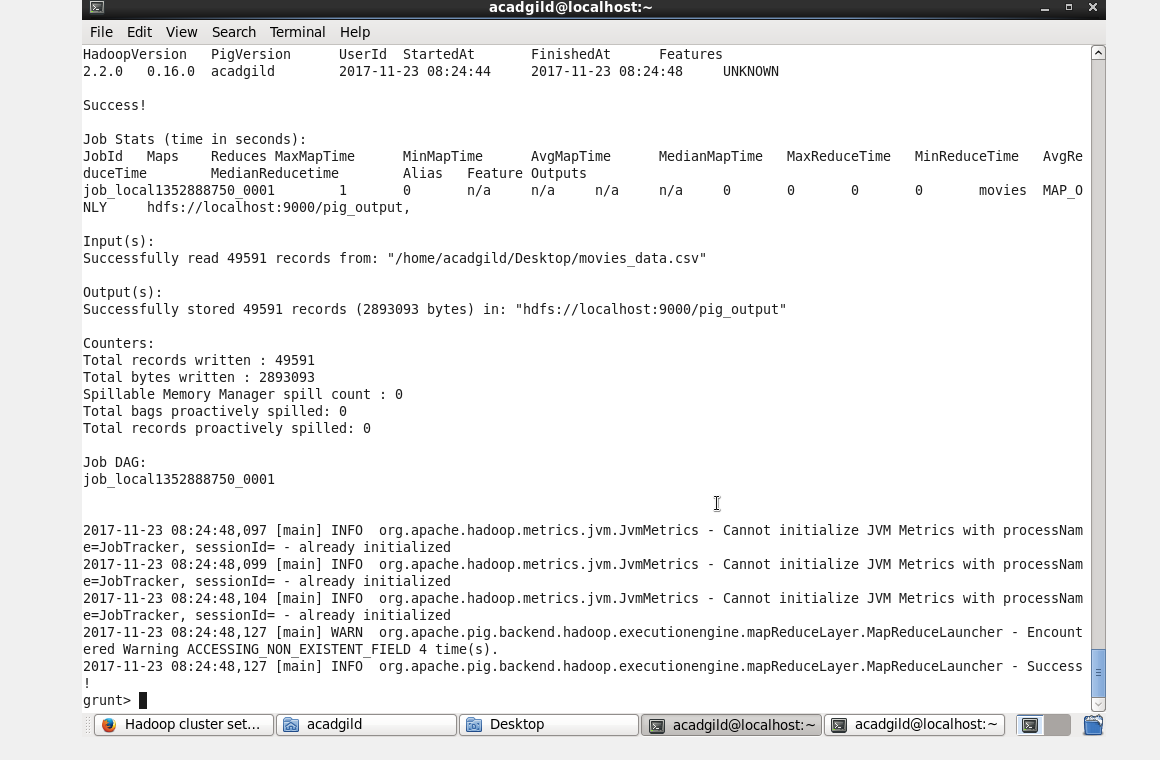 acadgild@localhost:~
File Edit View Search Terminal Help
HadoopVersion PigVersion UserId StartedAt FinishedAt Features
2.2.0 0.16.0 acadgild 2017-11-23 08:24:44 2017-11-23 08:24:48 UNKNOWN
Success!
Job Stats (time in seconds):
JobId Maps Reduces MaxMapTime MinMapTime AvgMapTime MedianMapTime MaxReduceTime MinReduceTime AvgRe
duceTime MedianReducetime Alias Feature Outputs
job_local1352888750_0001 1 0 n/a n/a n/a n/a 0 0 0 0 movies MAP_O
NLY hdfs://localhost:9000/pig_output,
Input(s):
Successfully read 49591 records from: "/home/acadgild/Desktop/movies_data.csv"
Output(s):
Successfully stored 49591 records (2893093 bytes) in: "hdfs://localhost:9000/pig_output"
Counters:
Total records written : 49591
Total bytes written : 2893093
Spillable Memory Manager spill count : 0
Total bags proactively spilled: 0
Total records proactively spilled: 0
Job DAG:
job_local1352888750_0001
2017-11-23 08:24:48,097 [main] INFO org.apache.hadoop.metrics.jvm.JvmMetrics - Cannot initialize JVM Metrics with processNam
e=JobTracker, sessionId= - already initialized
2017-11-23 08:24:48,099 [main] INFO org.apache.hadoop.metrics.jvm.JvmMetrics - Cannot initialize JVM Metrics with processNam
e=JobTracker, sessionId= - already initialized
2017-11-23 08:24:48,104 [main] INFO org.apache.hadoop.metrics.jvm.JvmMetrics - Cannot initialize JVM Metrics with processNam
e=JobTracker, sessionId= - already initialized
2017-11-23 08:24:48,127 [main] WARN org.apache.pig.backend.hadoop.executionengine.mapReduceLayer.MapReduceLauncher - Encount
ered Warning ACCESSING_NON_EXISTENT_FIELD 4 time(s).
2017-11-23 08:24:48,127 [main] INFO org.apache.pig.backend.hadoop.executionengine.mapReduceLayer.MapReduceLauncher - Success
!
grunt>
Hadoop cluster set... acadgild Desktop acadgild@localhost:~ acadgild@localhost:~